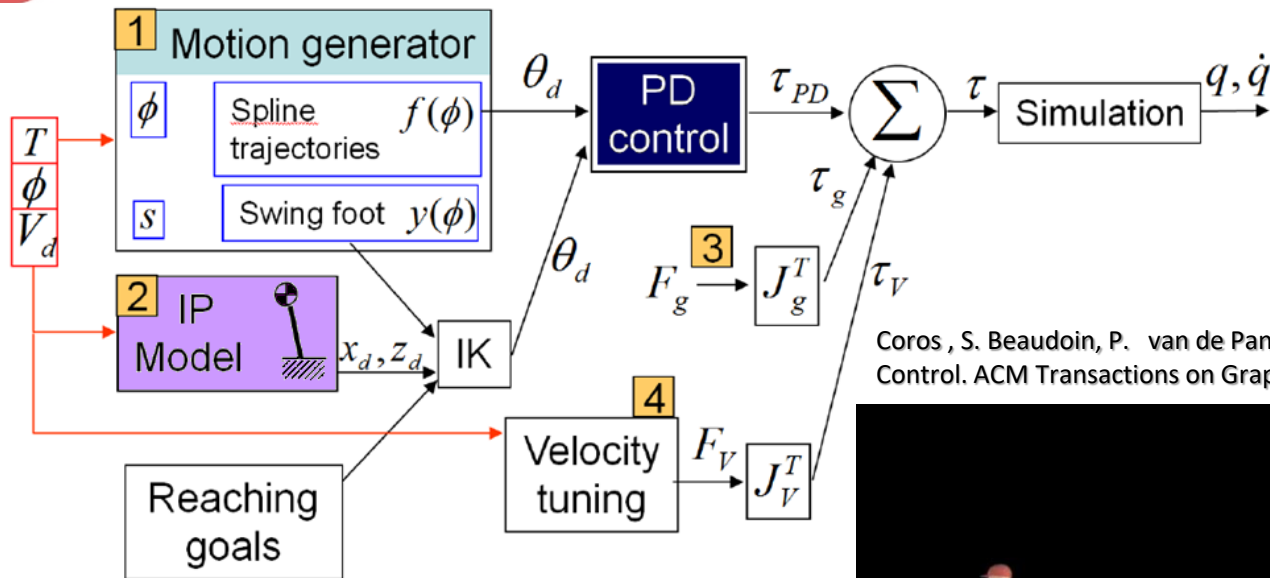 1 Motion generator
ϕ
Spline trajectories f(ϕ)
s
Swing foot y(ϕ)
T
ϕ
V_d
2 IP Model
x_d, z_d
IK
Reaching goals
θ_d
θ_d
PD control
τ_PD
Σ
τ
Simulation
q, q̇
3
F_g
J_g^T
τ_g
4
Velocity tuning
F_V
J_V^T
τ_V
Coros , S. Beaudoin, P. van de Pan
Control. ACM Transactions on Grap